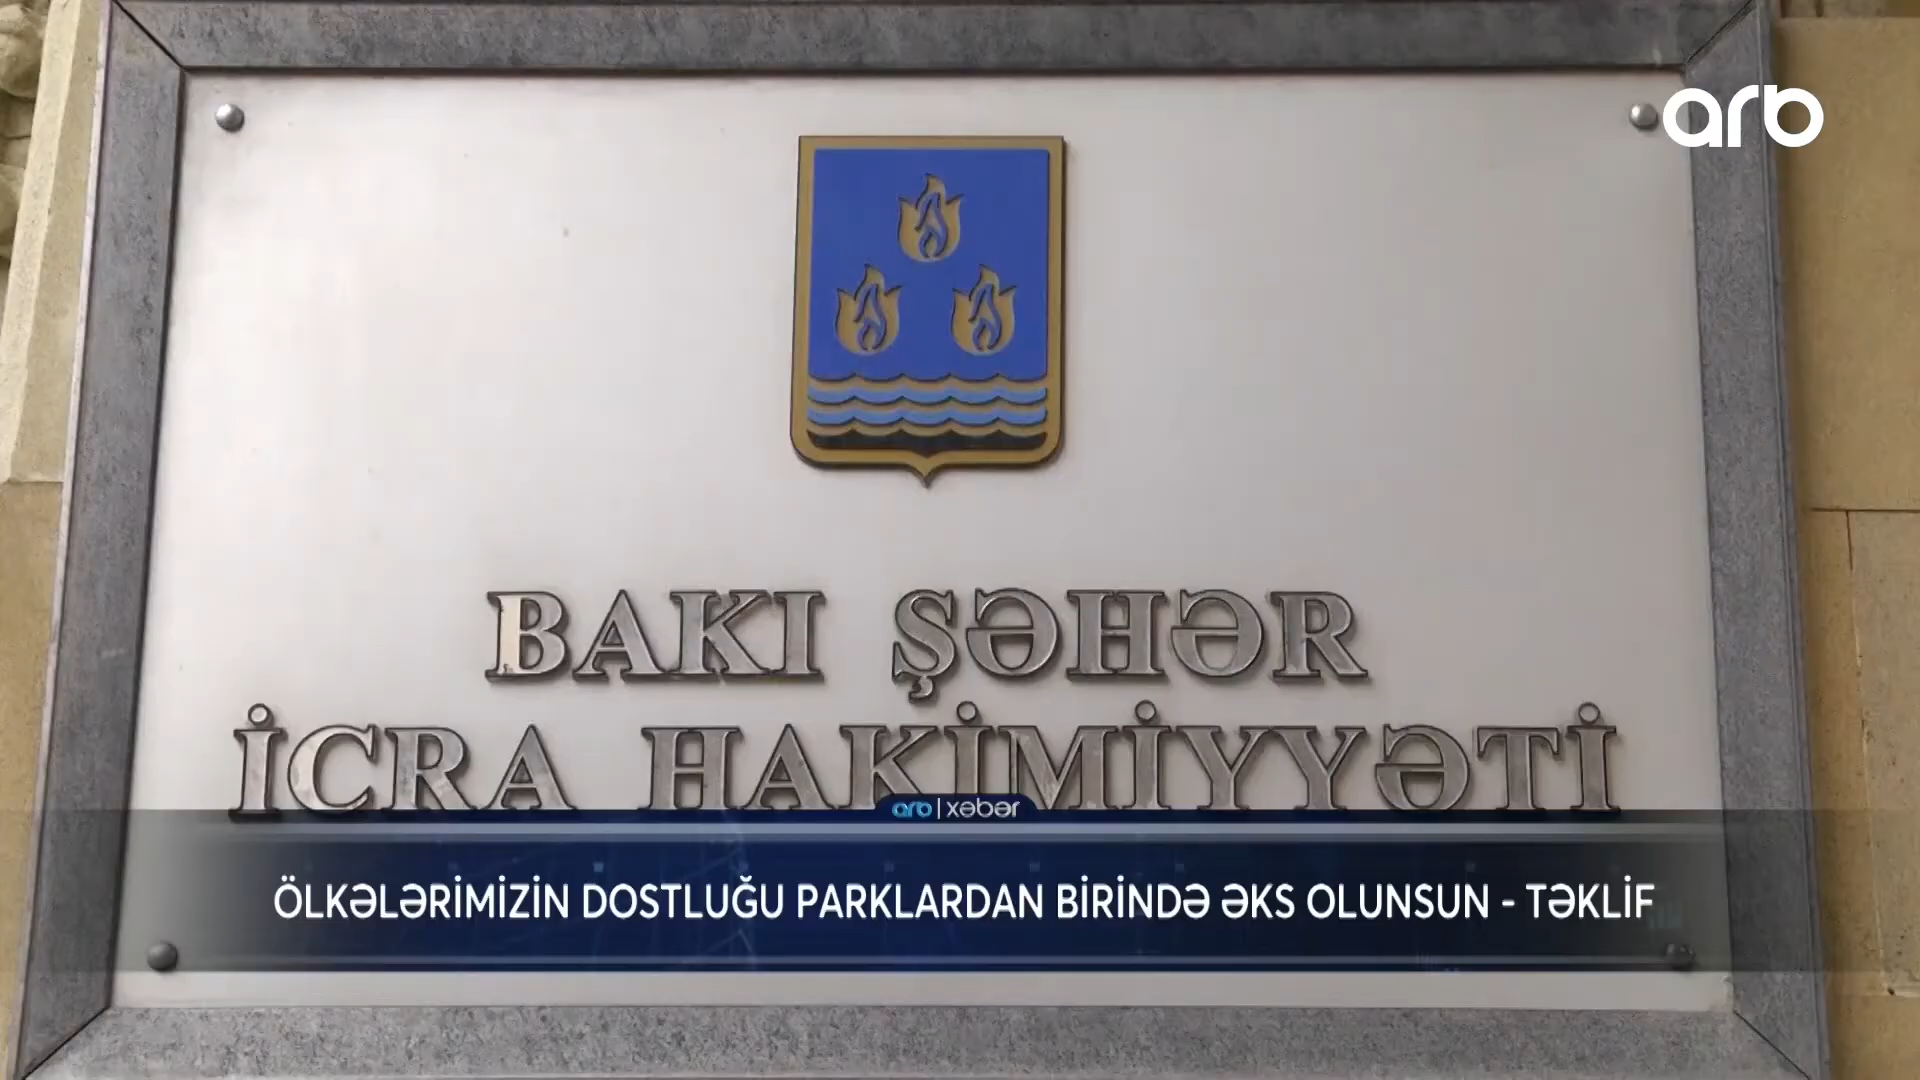 arb
BAKI ŞƏHƏR
İCRA HAKİMİYYƏTİ
arb | xəbər
ÖLKƏLƏRİMİZİN DOSTLUĞU PARKLARDAN BİRİNDƏ ƏKS OLUNSUN - TƏKLİF